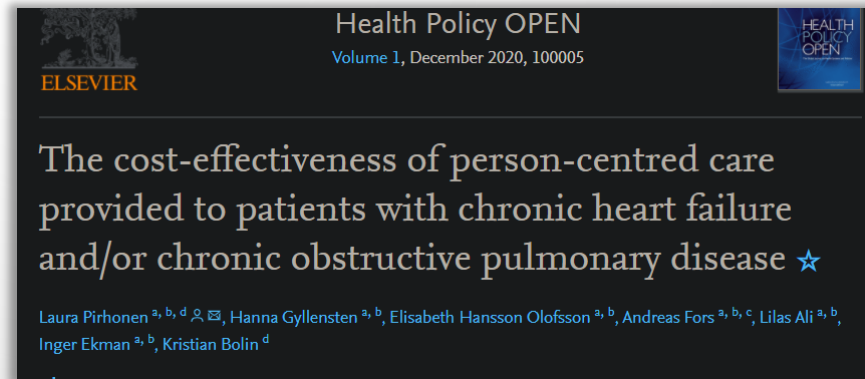 Health Policy OPEN
HEALTH
POLICY
OPEN
Volume 1, December 2020, 100005
ELSEVIER
The cost-effectiveness of person-centred care
provided to patients with chronic heart failure
and/or chronic obstructive pulmonary disease ☆
Laura Pirhonen a, b, d, Hanna Gyllensten a, b, Elisabeth Hansson Olofsson a, b, Andreas Fors a, b, c, Lilas Ali a, b,
Inger Ekman a, b, Kristian Bolin d